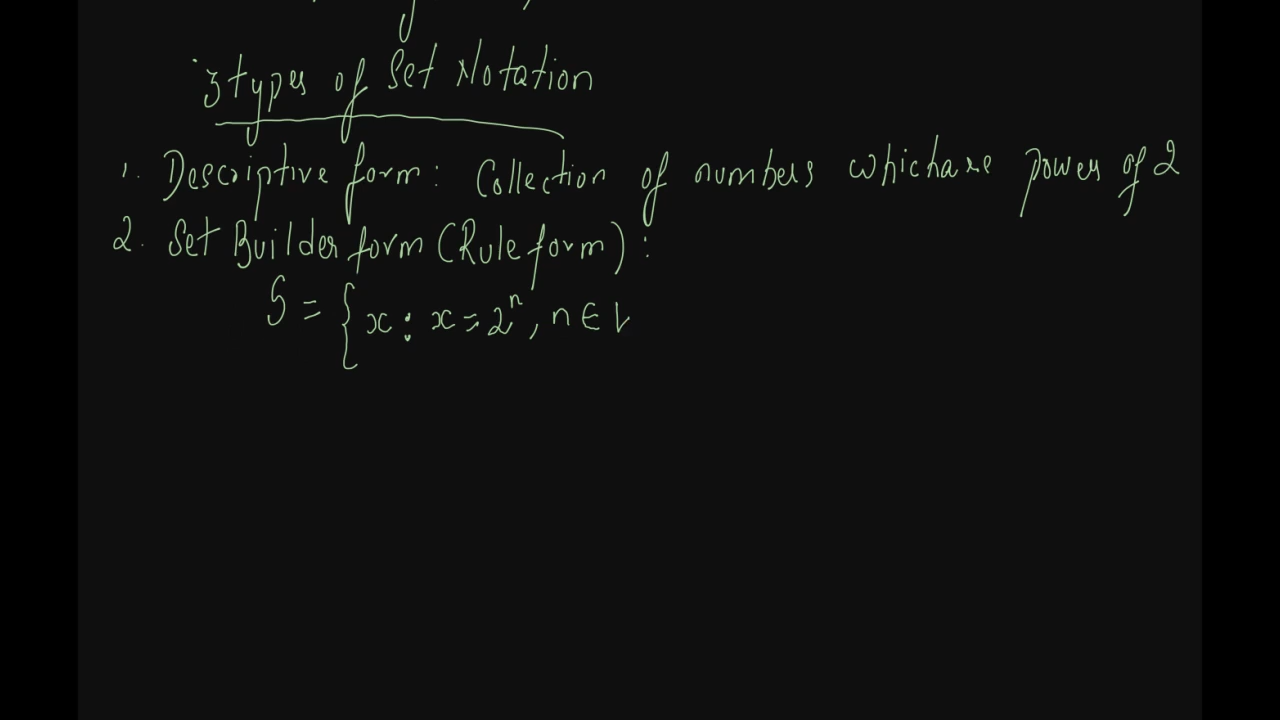 3 types of Set Notation
1. Descriptive form: Collection of numbers which are power of 2
2. Set Builder form (Rule form):
S = { x : x = 2ⁿ, n ∈